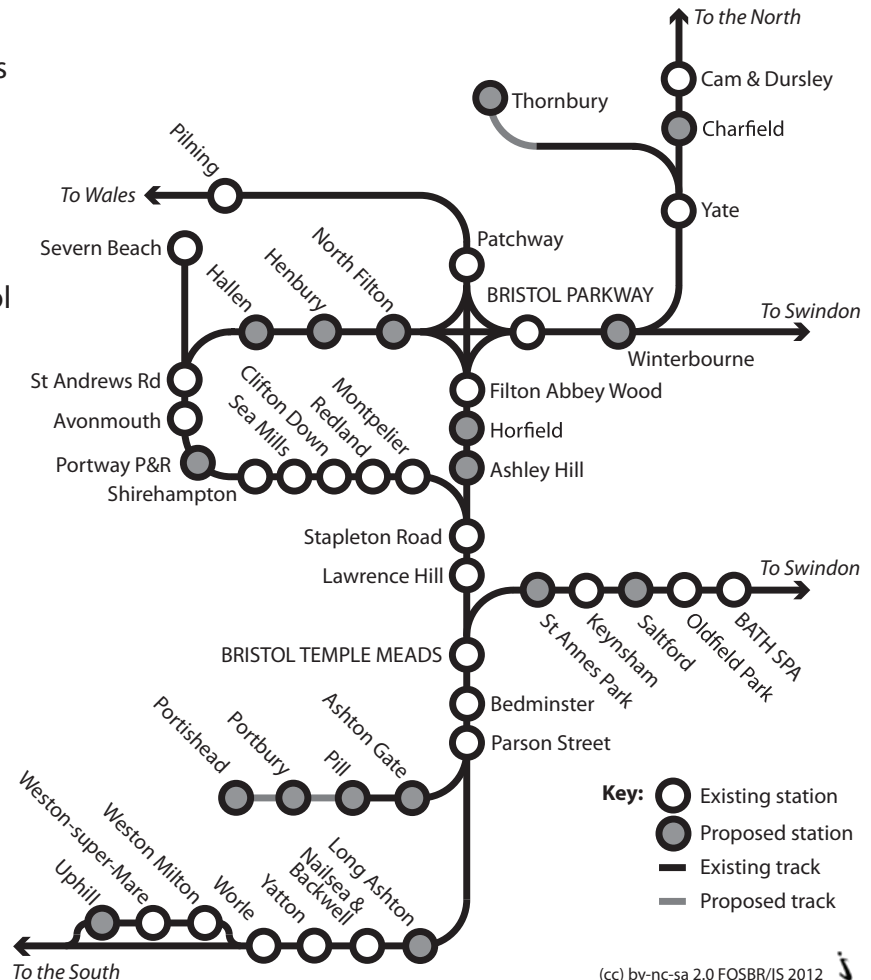 s
To the North
Cam & Dursley
Thornbury
Charfield
Pilning
To Wales
Yate
Severn Beach
Patchway
Hallen
Henbury
North Filton
BRISTOL PARKWAY
ol
To Swindon
Winterbourne
St Andrews Rd
Filton Abbey Wood
Avonmouth
Horfield
Portway P&R
Ashley Hill
Shirehampton
Sea Mills
Clifton Down
Redland
Montpelier
Stapleton Road
Lawrence Hill
To Swindon
St Annes Park
Keynsham
Saltford
Oldfield Park
BATH SPA
BRISTOL TEMPLE MEADS
Bedminster
Parson Street
Portishead
Portbury
Pill
Ashton Gate
Key:
Existing station
Proposed station
Existing track
Proposed track
Uphill
Weston-super-Mare
Weston Milton
Worle
Yatton
Nailsea &
Backwell
Long Ashton
To the South
(cc) by-nc-sa 2.0 FOSBR/IS 2012
i